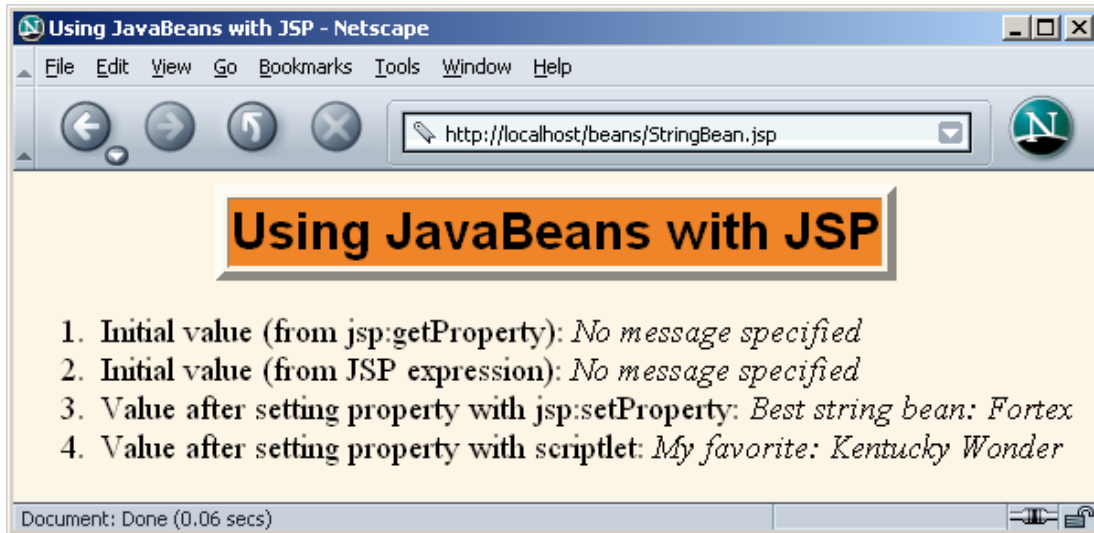 Using JavaBeans with JSP - Netscape
File Edit View Go Bookmarks Tools Window Help
http://localhost/beans/StringBean.jsp
N
Using JavaBeans with JSP
1. Initial value (from jsp:getProperty): No message specified
2. Initial value (from JSP expression): No message specified
3. Value after setting property with jsp:setProperty: Best string bean: Fortex
4. Value after setting property with scriptlet: My favorite: Kentucky Wonder
Document: Done (0.06 secs)